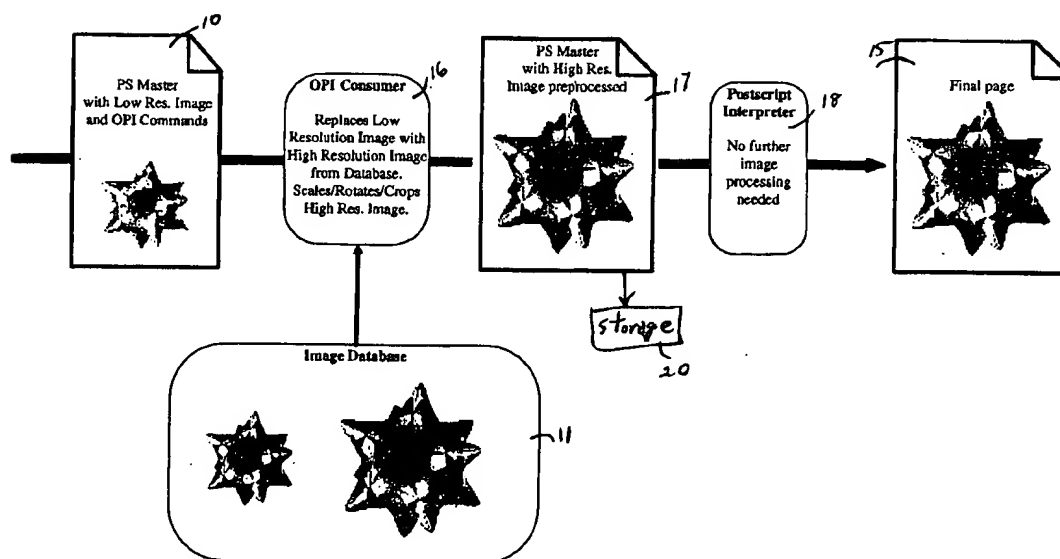 10
PS Master
with Low Res. Image
and OPI Commands
OPI Consumer
16
Replaces Low
Resolution Image with
High Resolution Image
from Database.
Scales/Rotates/Crops
High Res. Image.
PS Master
with High Res.
Image preprocessed
17
Postscript
Interpreter
18
No further
image
processing
needed
15
Final page
storage
20
Image Database
11